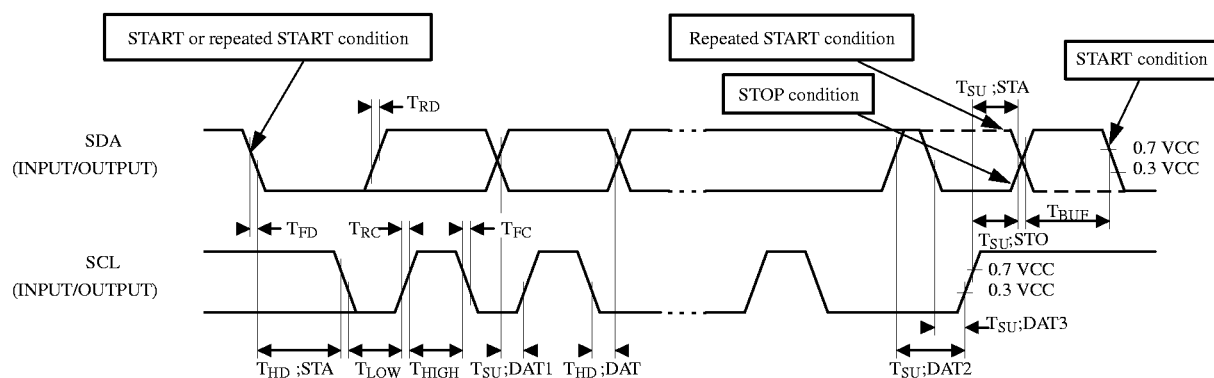 START or repeated START condition
Repeated START condition
START condition
STOP condition
TSU ;STA
TRD
SDA
(INPUT/OUTPUT)
0.7 VCC
0.3 VCC
TFD
TRC
TFC
TBUF
TSU;STO
SCL
(INPUT/OUTPUT)
0.7 VCC
0.3 VCC
TSU;DAT3
THD ;STA
TLOW
THIGH
TSU;DAT1
THD;DAT
TSU;DAT2